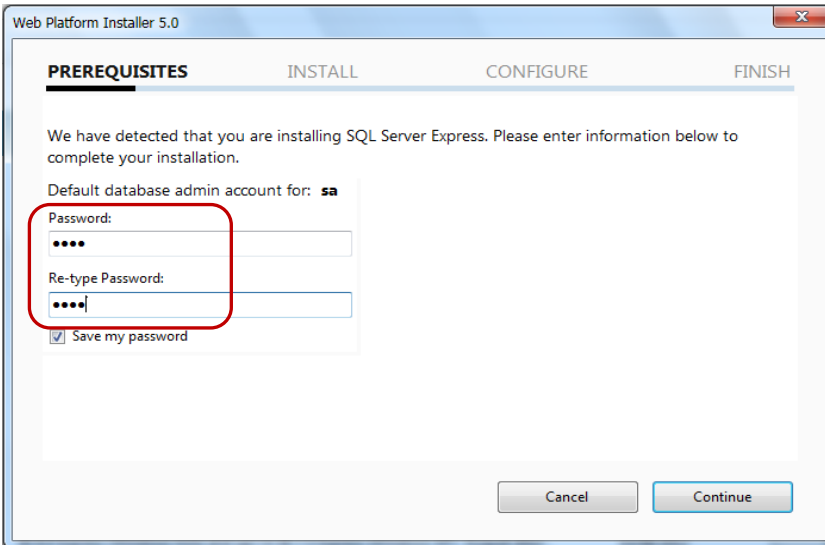 Web Platform Installer 5.0
PREREQUISITES INSTALL CONFIGURE FINISH
We have detected that you are installing SQL Server Express. Please enter information below to
complete your installation.
Default database admin account for: sa
Password:
••••
Re-type Password:
••••
Save my password
Cancel Continue